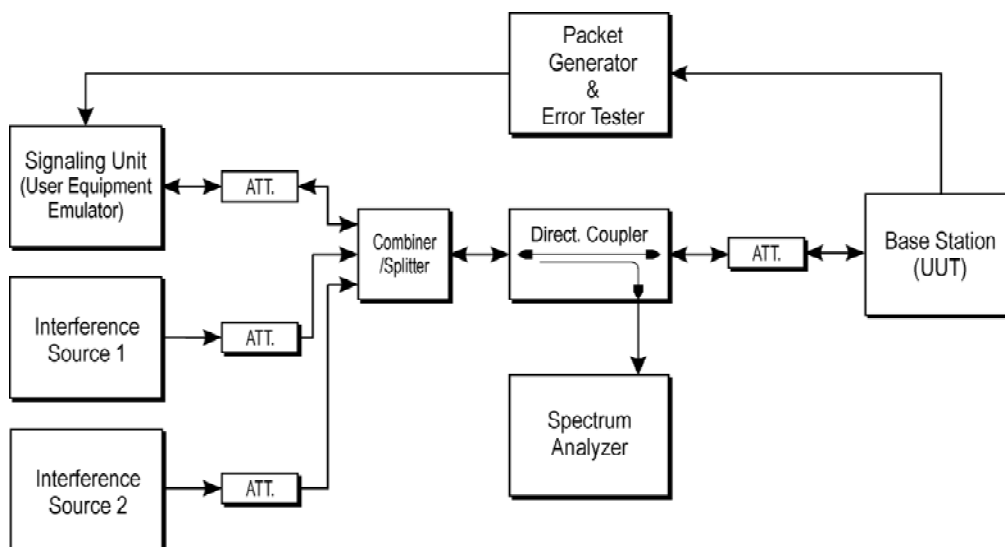 Packet
Generator
&
Error Tester
Signaling Unit
(User Equipment
Emulator)
ATT.
Combiner
/Splitter
Direct. Coupler
ATT.
Base Station
(UUT)
Interference
Source 1
ATT.
Spectrum
Analyzer
Interference
Source 2
ATT.